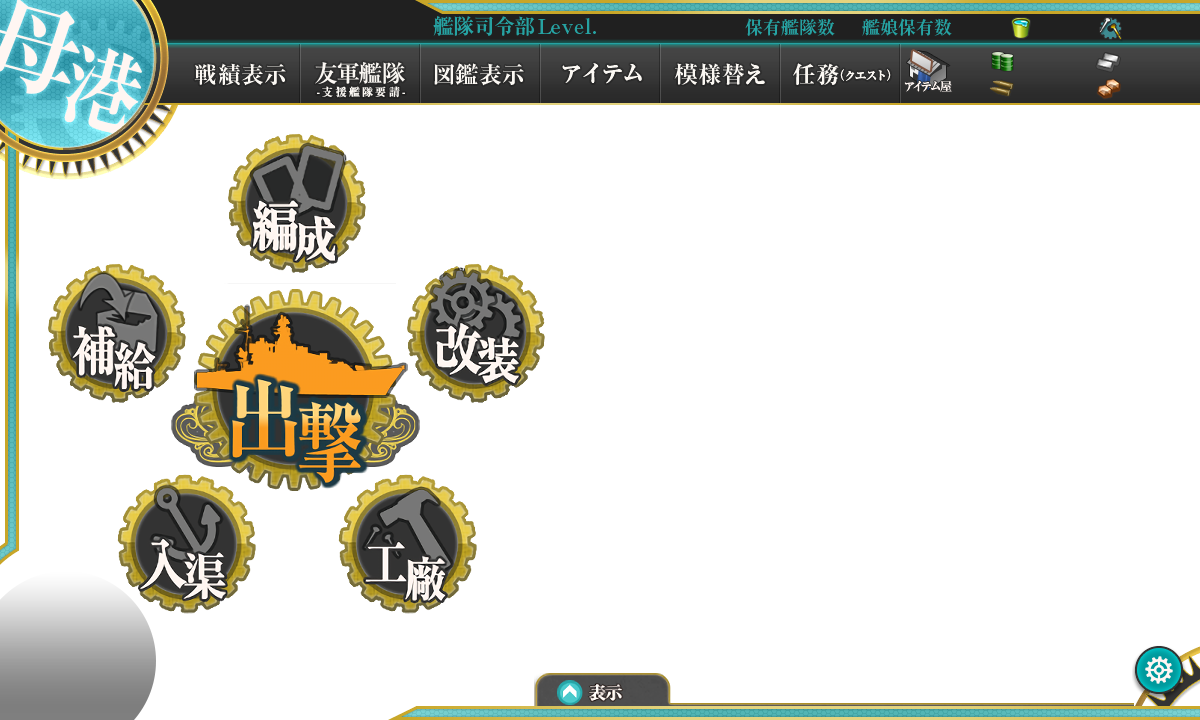 母港
艦隊司令部Level.
保有艦隊数
艦娘保有数
戦績表示
友軍艦隊
-支援艦隊要請-
図鑑表示
アイテム
模様替え
任務(クエスト)
アイテム屋
編成
補給
改装
出撃
入渠
工廠
表示